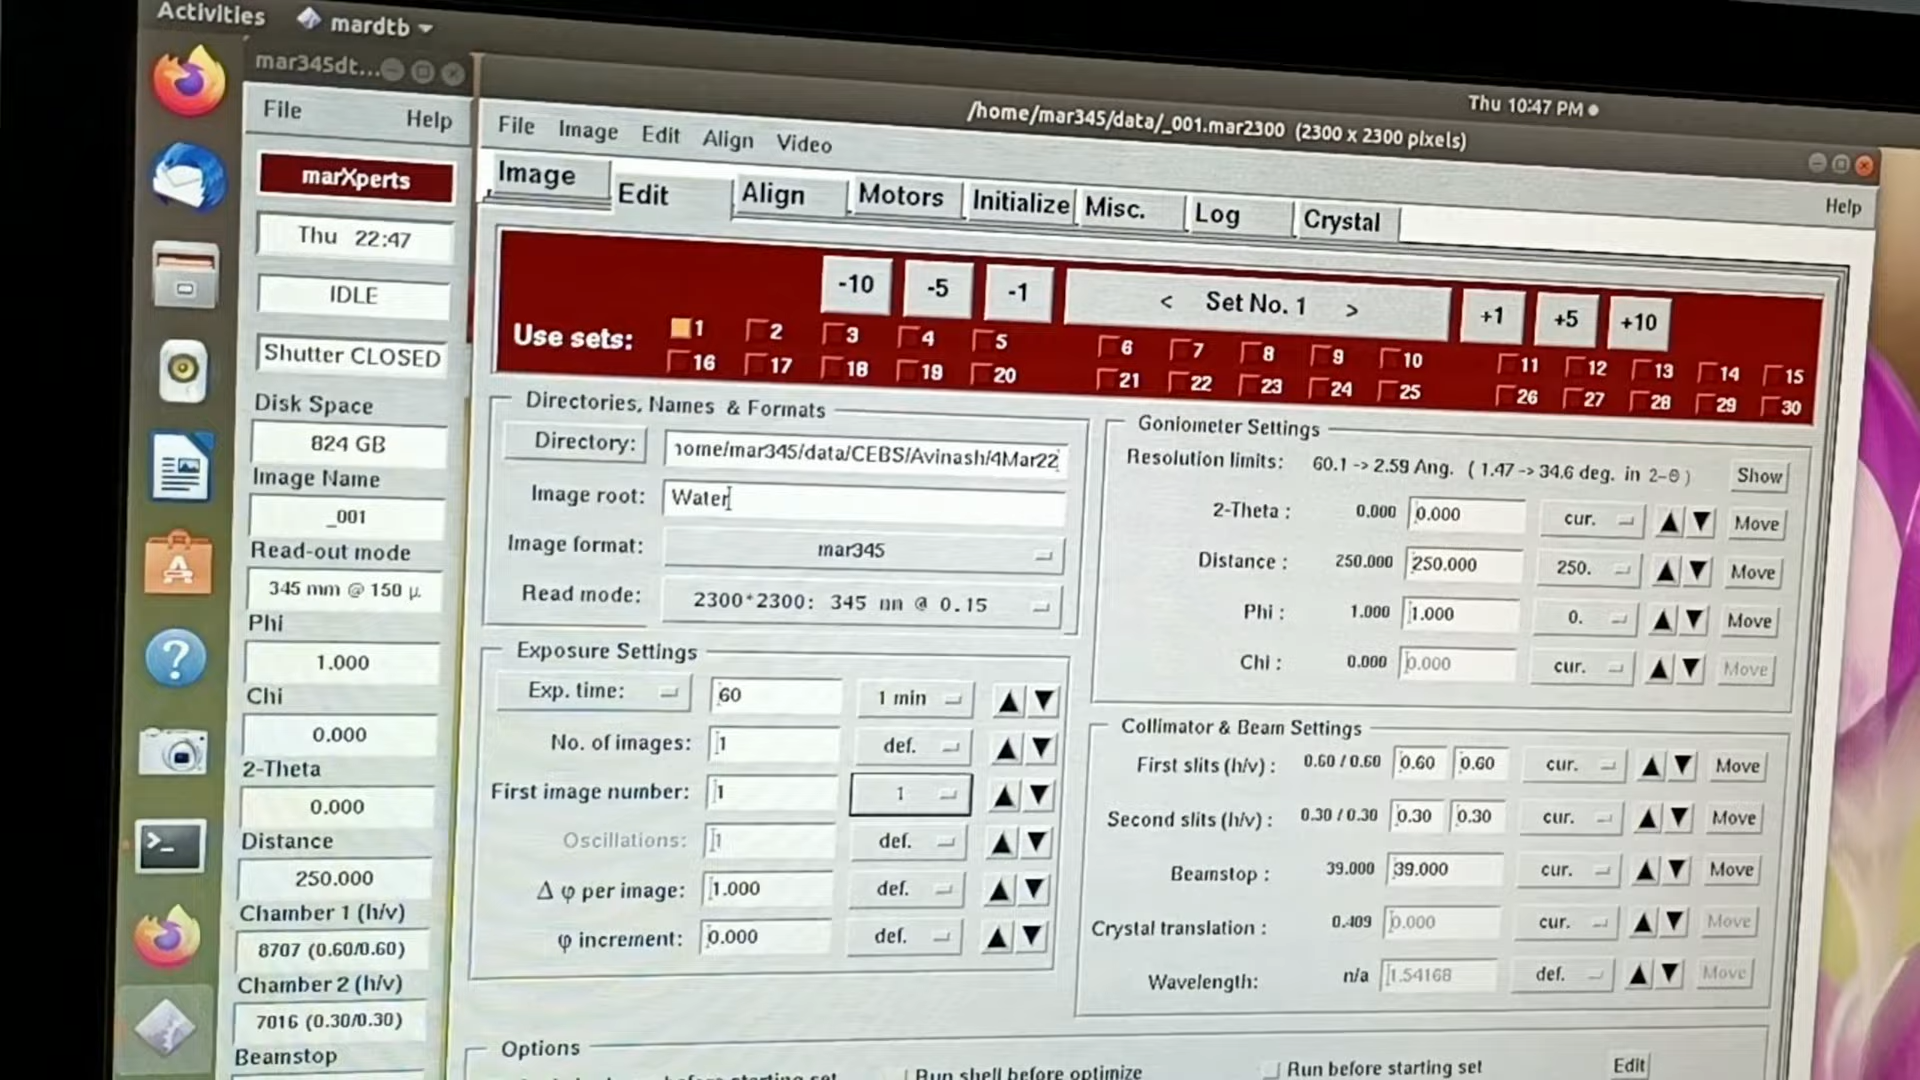 Activities
mardtb
Thu 10:47 PM
mar345dt...
File Help
marXperts
Thu 22:47
IDLE
Shutter CLOSED
Disk Space
824 GB
Image Name
_001
Read-out mode
345 mm @ 150 µ
Phi
1.000
Chi
0.000
2-Theta
0.000
Distance
250.000
Chamber 1 (h/v)
8707 (0.60/0.60)
Chamber 2 (h/v)
7016 (0.30/0.30)
Beamstop
/home/mar345/data/_001.mar2300 (2300 x 2300 pixels)
File Image Edit Align Video Help
Image Edit Align Motors Initialize Misc. Log Crystal
-10 -5 -1 < Set No. 1 > +1 +5 +10
Use sets: 1 2 3 4 5 6 7 8 9 10 11 12 13 14 15
16 17 18 19 20 21 22 23 24 25 26 27 28 29 30
Directories, Names & Formats
Directory: home/mar345/data/CEBS/Avinash/4Mar22
Image root: Water
Image format: mar345
Read mode: 2300*2300: 345 mm @ 0.15
Exposure Settings
Exp. time: 60 1 min
No. of images: 1 def.
First image number: 1 1
Oscillations: 1 def.
Δ φ per image: 1.000 def.
φ increment: 0.000 def.
Goniometer Settings
Resolution limits: 60.1 -> 2.59 Ang. ( 1.47 -> 34.6 deg. in 2-θ ) Show
2-Theta : 0.000 0.000 cur. Move
Distance : 250.000 250.000 250. Move
Phi : 1.000 1.000 0. Move
Chi : 0.000 0.000 cur. Move
Collimator & Beam Settings
First slits (h/v) : 0.60 / 0.60 0.60 0.60 cur. Move
Second slits (h/v) : 0.30 / 0.30 0.30 0.30 cur. Move
Beamstop : 39.000 39.000 cur. Move
Crystal translation : 0.409 0.000 cur. Move
Wavelength: n/a 1.54168 def. Move
Options
before starting set Run shell before optimize Run before starting set Edit